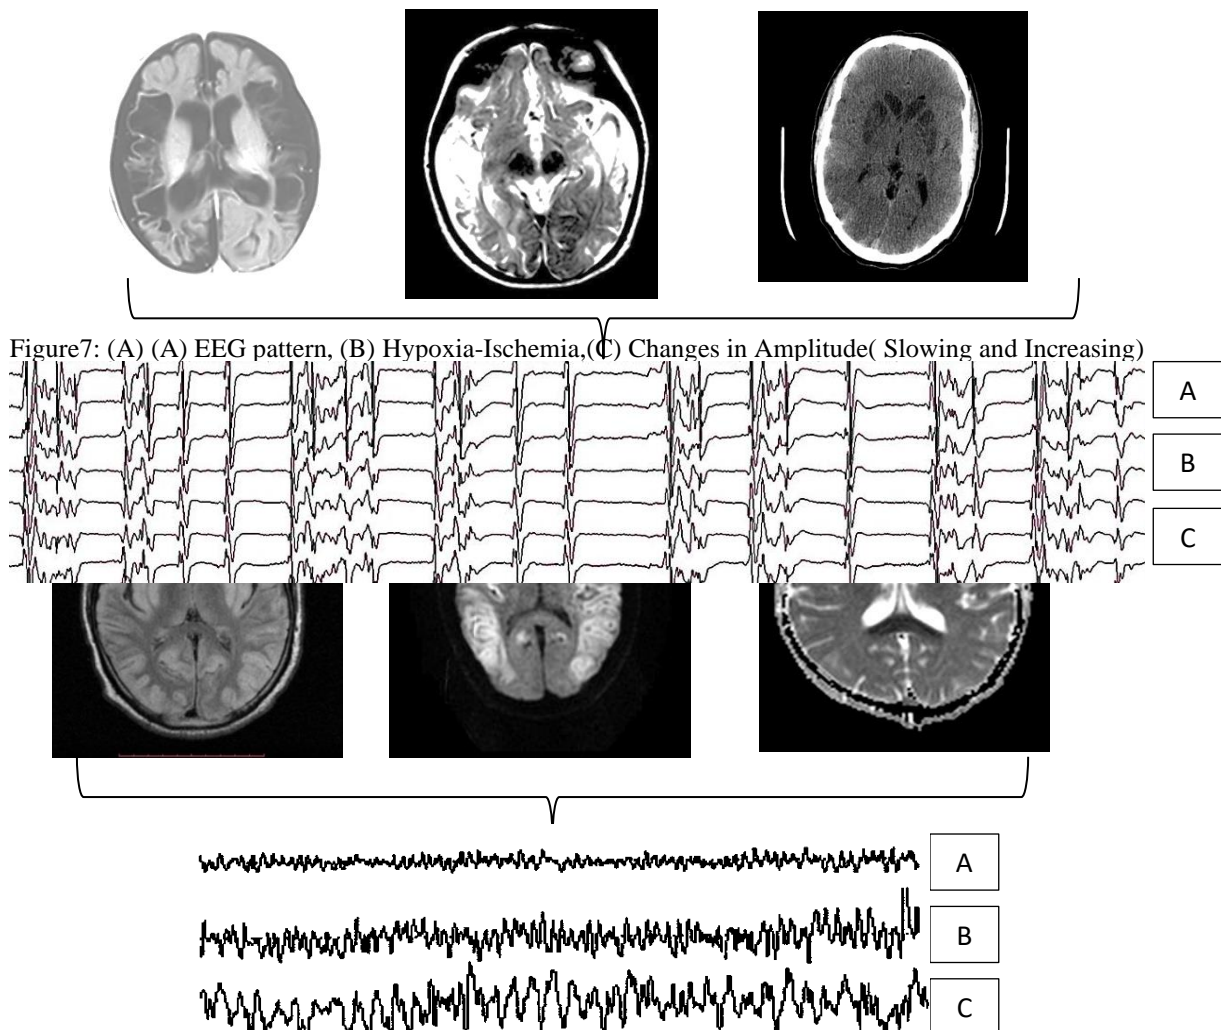 Figure7: (A) (A) EEG pattern, (B) Hypoxia-Ischemia,(C) Changes in Amplitude( Slowing and Increasing)
A
B
C
A
B
C